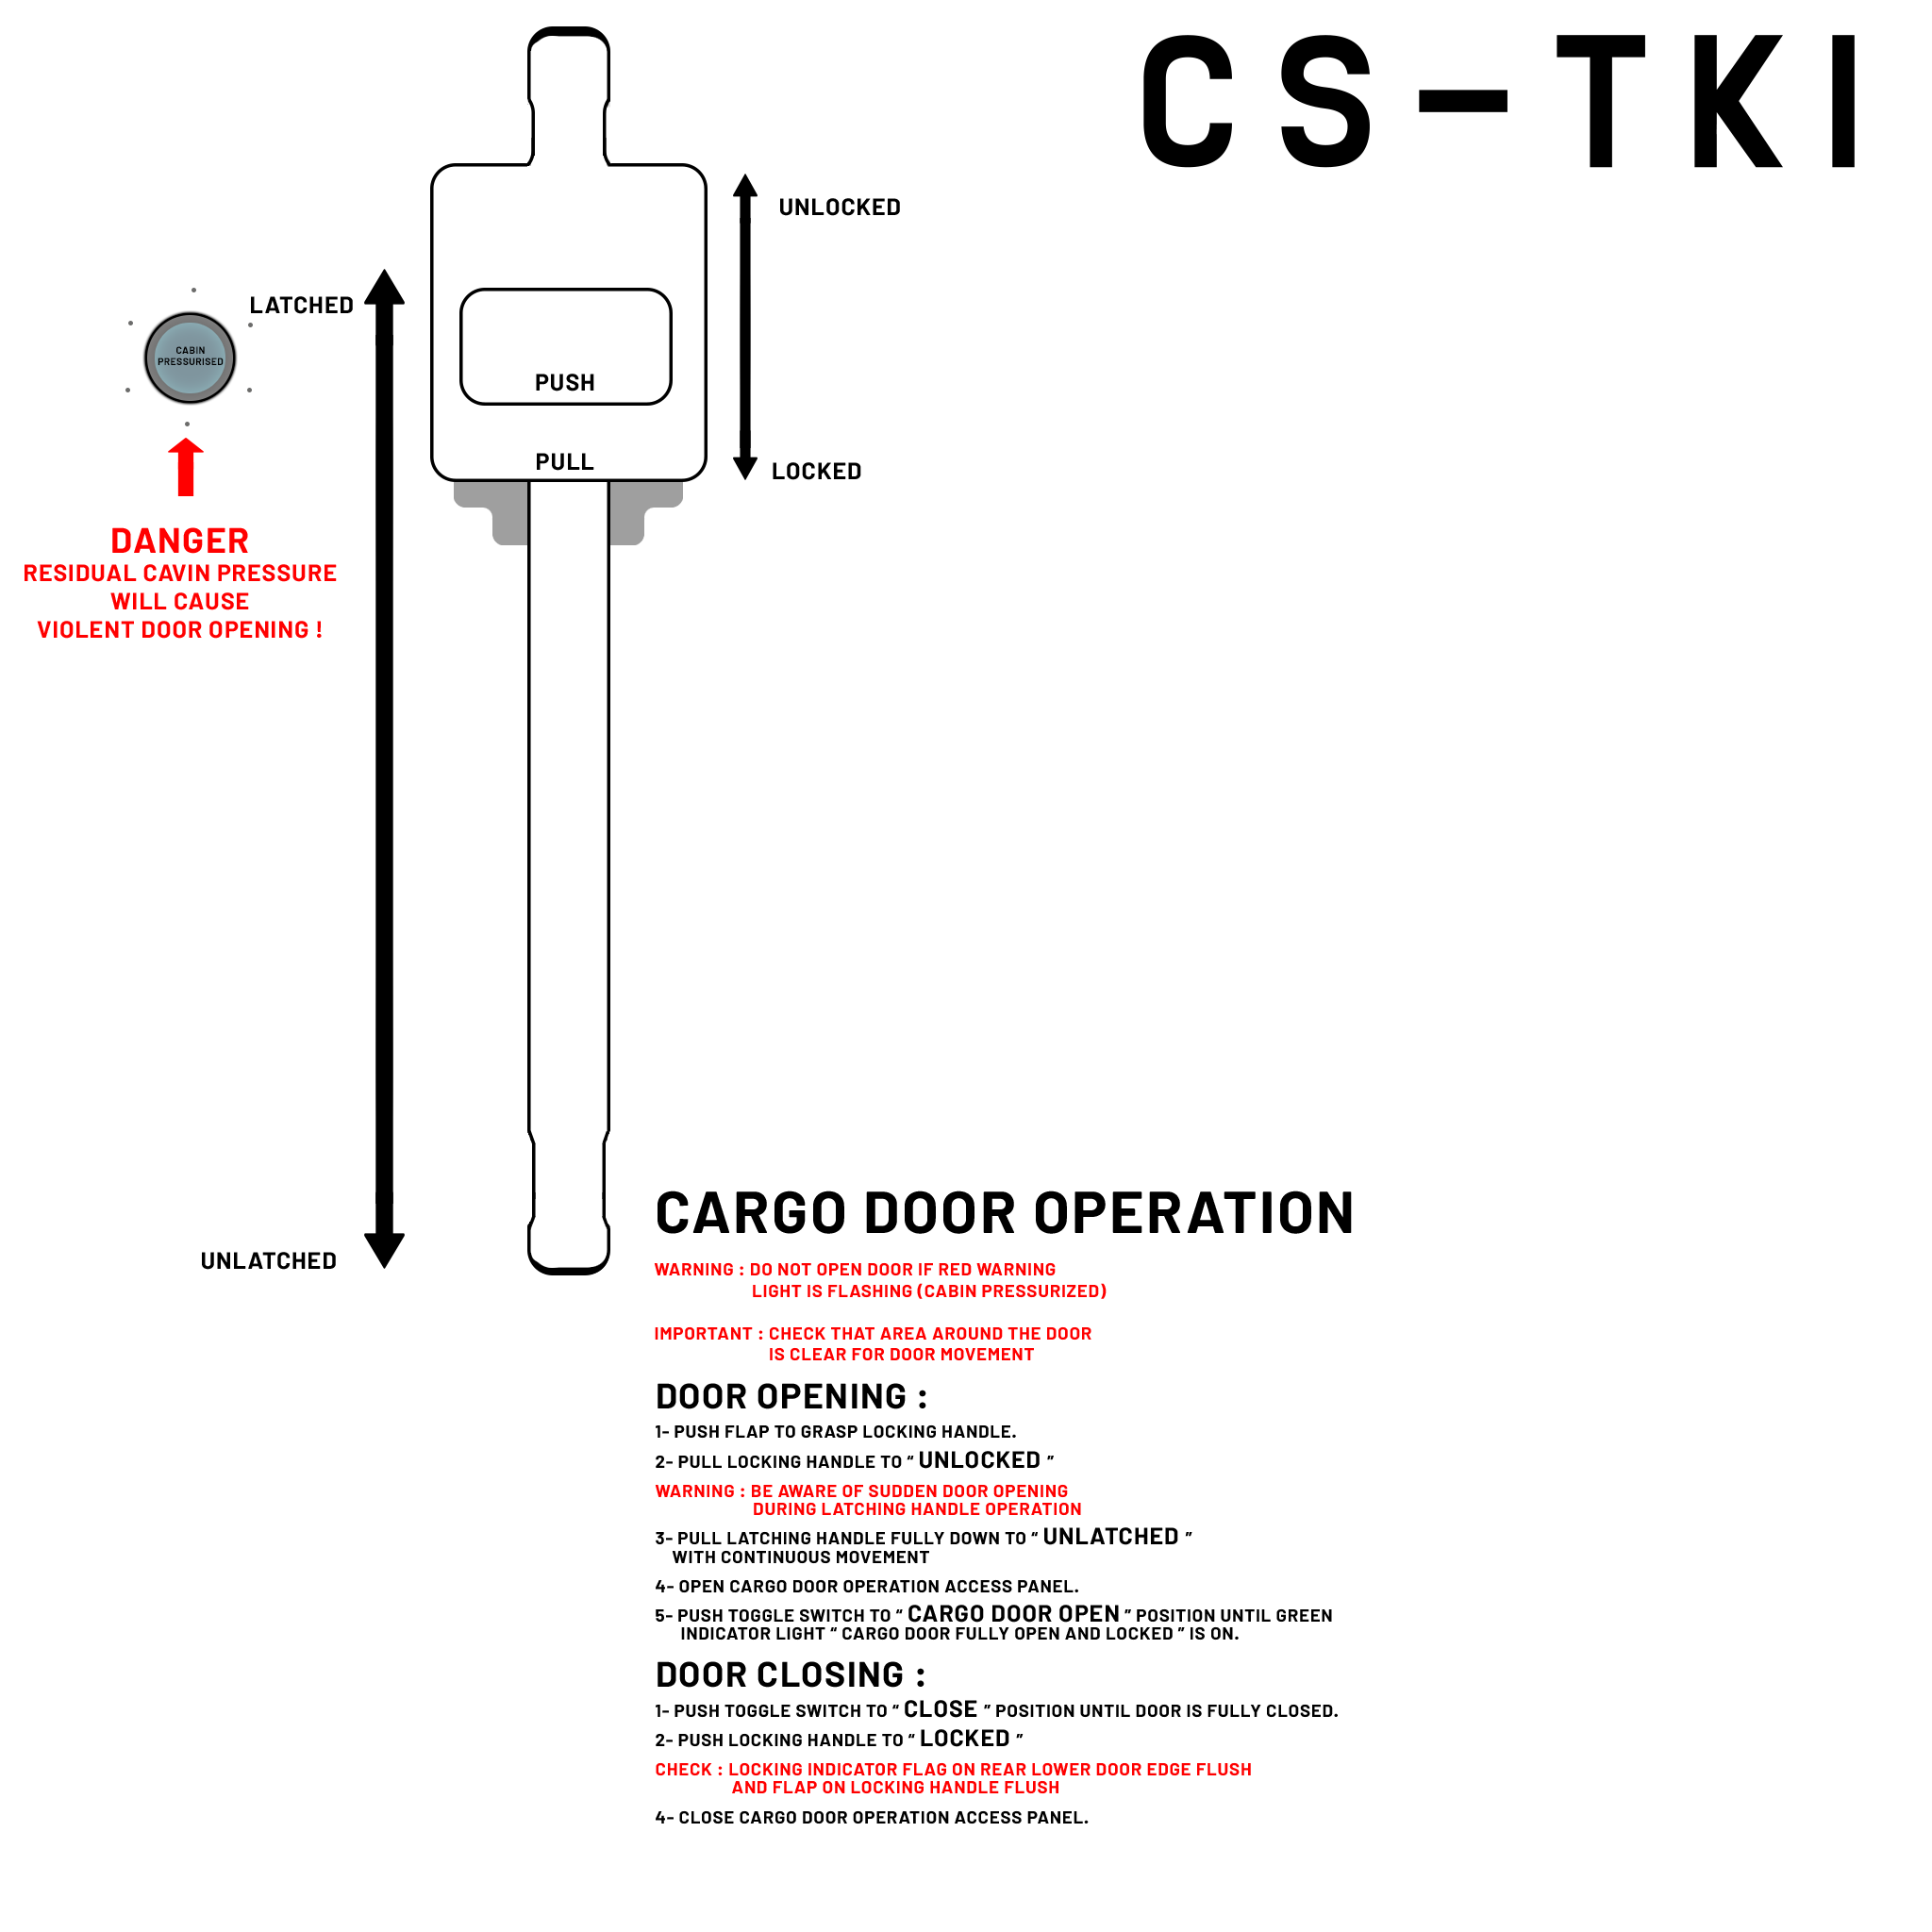 CS-TKI
UNLOCKED
LATCHED
CABIN
PRESSURISED
PUSH
PULL
LOCKED
DANGER
RESIDUAL CAVIN PRESSURE
WILL CAUSE
VIOLENT DOOR OPENING !
UNLATCHED
CARGO DOOR OPERATION
WARNING : DO NOT OPEN DOOR IF RED WARNING
LIGHT IS FLASHING (CABIN PRESSURIZED)
IMPORTANT : CHECK THAT AREA AROUND THE DOOR
IS CLEAR FOR DOOR MOVEMENT
DOOR OPENING :
1- PUSH FLAP TO GRASP LOCKING HANDLE.
2- PULL LOCKING HANDLE TO “ UNLOCKED ”
WARNING : BE AWARE OF SUDDEN DOOR OPENING
DURING LATCHING HANDLE OPERATION
3- PULL LATCHING HANDLE FULLY DOWN TO “ UNLATCHED ”
WITH CONTINUOUS MOVEMENT
4- OPEN CARGO DOOR OPERATION ACCESS PANEL.
5- PUSH TOGGLE SWITCH TO “ CARGO DOOR OPEN ” POSITION UNTIL GREEN
INDICATOR LIGHT “ CARGO DOOR FULLY OPEN AND LOCKED ” IS ON.
DOOR CLOSING :
1- PUSH TOGGLE SWITCH TO “ CLOSE ” POSITION UNTIL DOOR IS FULLY CLOSED.
2- PUSH LOCKING HANDLE TO “ LOCKED ”
CHECK : LOCKING INDICATOR FLAG ON REAR LOWER DOOR EDGE FLUSH
AND FLAP ON LOCKING HANDLE FLUSH
4- CLOSE CARGO DOOR OPERATION ACCESS PANEL.